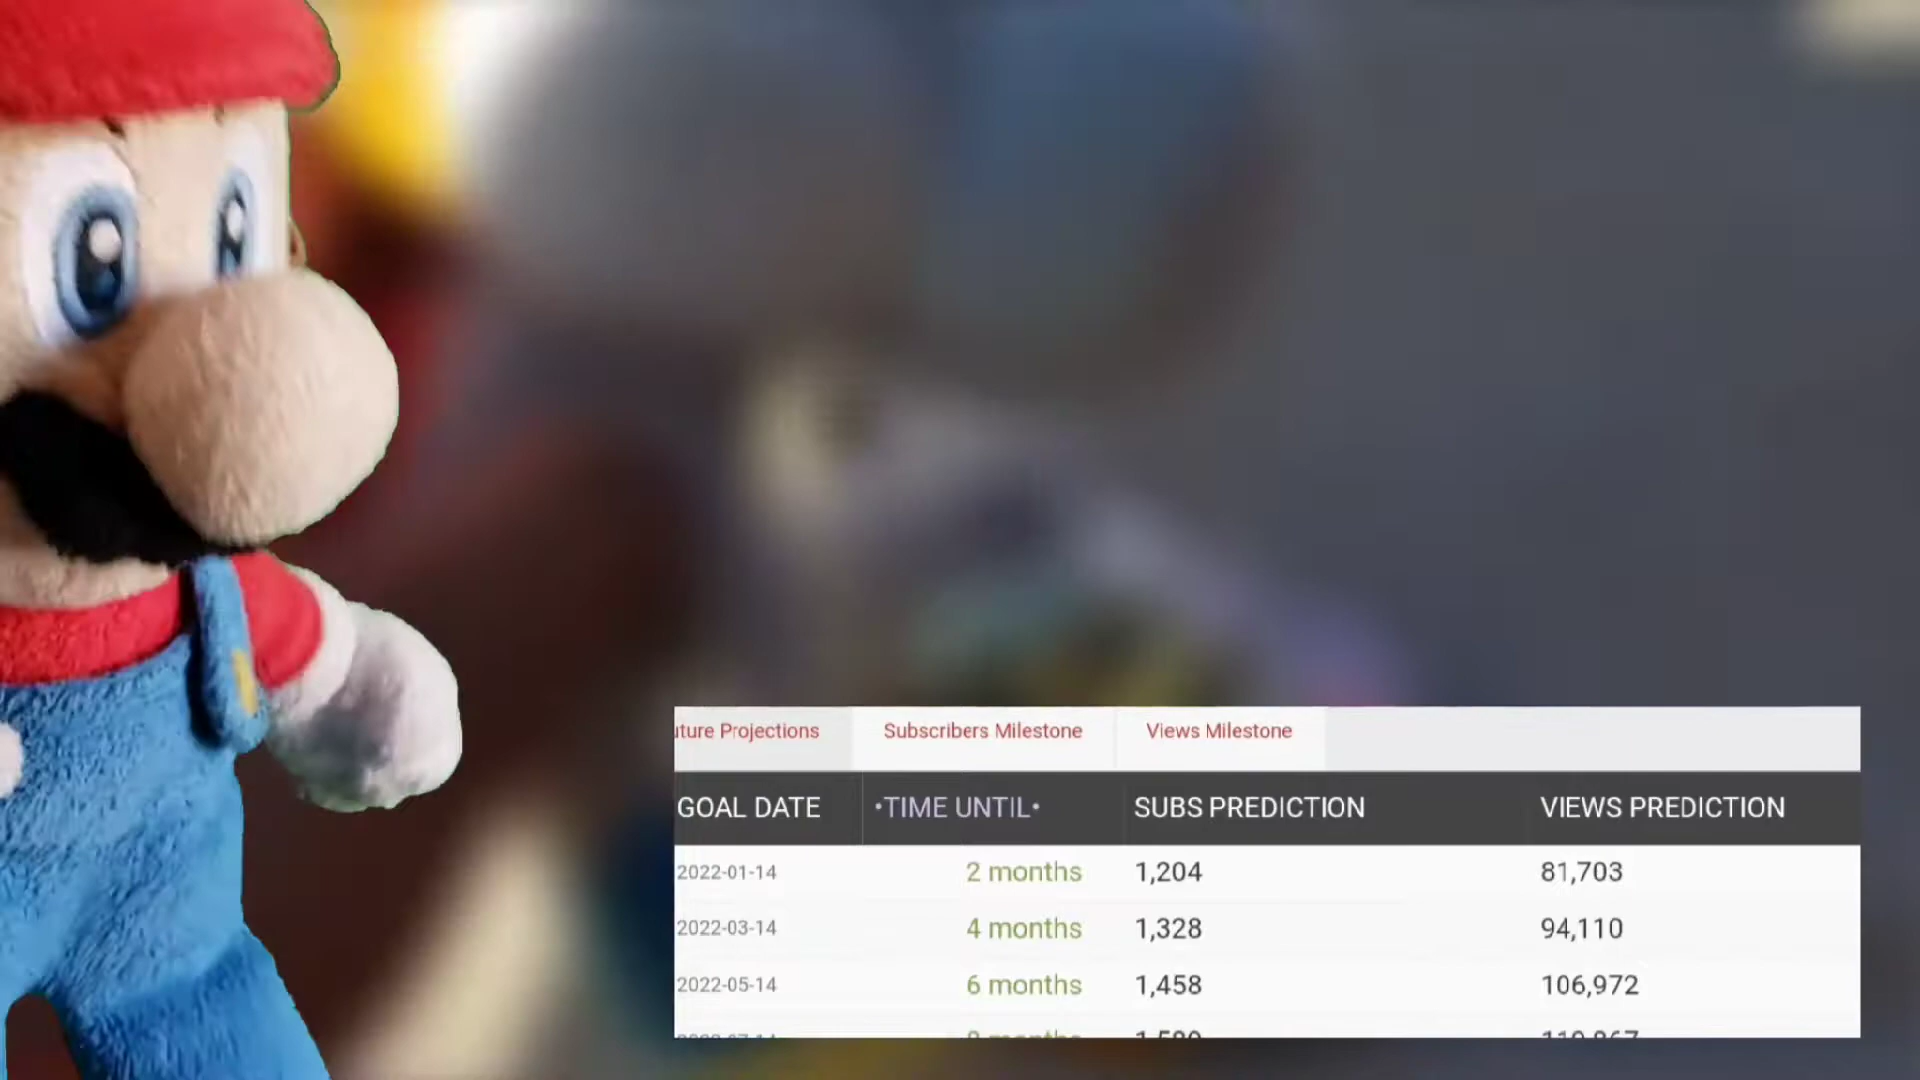 uture Projections Subscribers Milestone Views Milestone
GOAL DATE •TIME UNTIL• SUBS PREDICTION VIEWS PREDICTION
2022-01-14 2 months 1,204 81,703
2022-03-14 4 months 1,328 94,110
2022-05-14 6 months 1,458 106,972